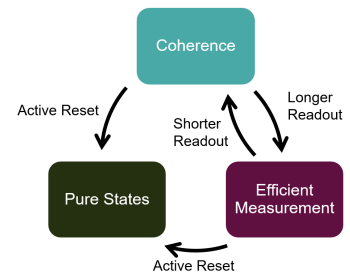 Coherence
Active Reset
Longer
Readout
Shorter
Readout
Pure States
Efficient
Measurement
Active Reset